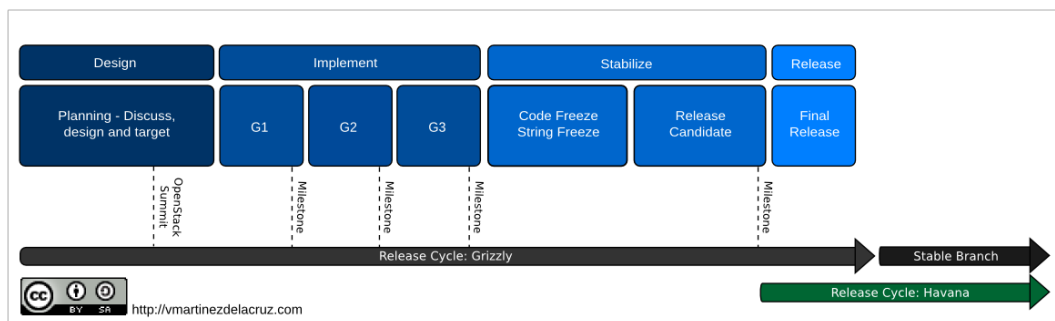 Design
Implement
Stabilize
Release
Planning - Discuss,
design and target
G1
G2
G3
Code Freeze
String Freeze
Release
Candidate
Final
Release
OpenStack
Summit
Milestone
Milestone
Milestone
Milestone
Release Cycle: Grizzly
Stable Branch
Release Cycle: Havana
cc
BY SA
http://vmartinezdelacruz.com